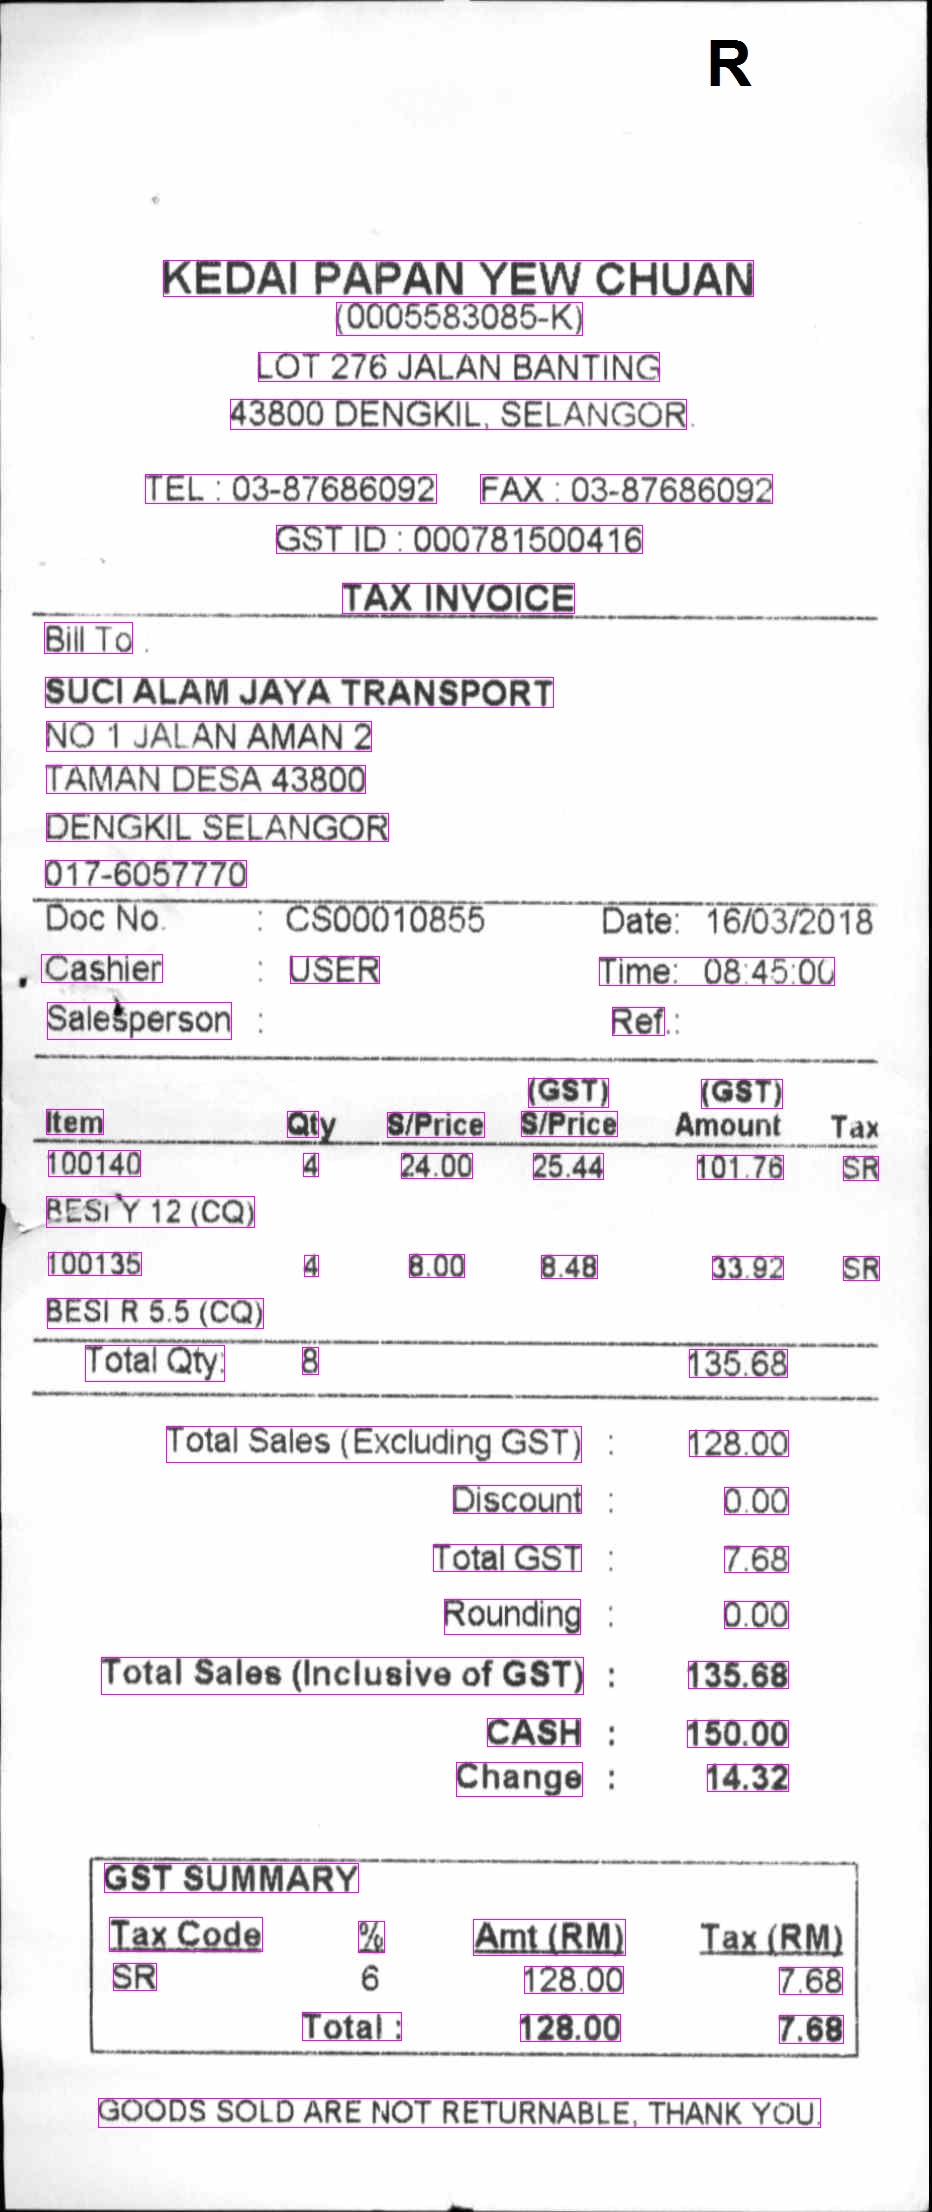 R
KEDAI PAPAN YEW CHUAN
(0005583085-K)
LOT 276 JALAN BANTING
43800 DENGKIL, SELANGOR.
TEL : 03-87686092 FAX : 03-87686092
GST ID : 000781500416
TAX INVOICE
Bill To :
SUCI ALAM JAYA TRANSPORT
NO 1 JALAN AMAN 2
TAMAN DESA 43800
DENGKIL SELANGOR
017-6057770
Doc No. : CS00010855 Date: 16/03/2018
Cashier : USER Time: 08:45:00
Salesperson : Ref.:
(GST) (GST)
Item Qty S/Price S/Price Amount Tax
100140 4 24.00 25.44 101.76 SR
BESI Y 12 (CQ)
100135 4 8.00 8.48 33.92 SR
BESI R 5.5 (CQ)
Total Qty: 8 135.68
Total Sales (Excluding GST) : 128.00
Discount : 0.00
Total GST : 7.68
Rounding : 0.00
Total Sales (Inclusive of GST) : 135.68
CASH : 150.00
Change : 14.32
GST SUMMARY
Tax Code % Amt (RM) Tax (RM)
SR 6 128.00 7.68
Total : 128.00 7.68
GOODS SOLD ARE NOT RETURNABLE, THANK YOU.